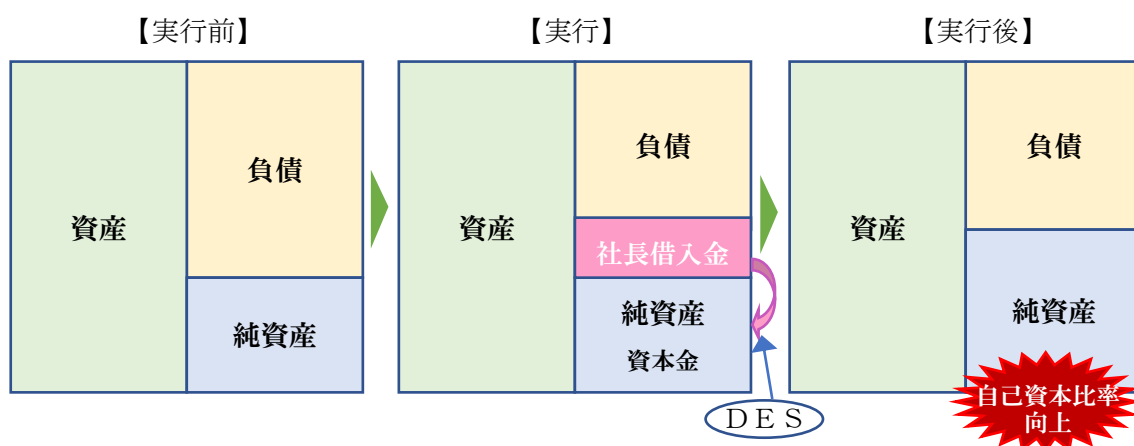 【実行前】
資産
負債
純資産
【実行】
資産
負債
社長借入金
純資産
資本金
ＤＥＳ
【実行後】
資産
負債
純資産
自己資本比率
向上